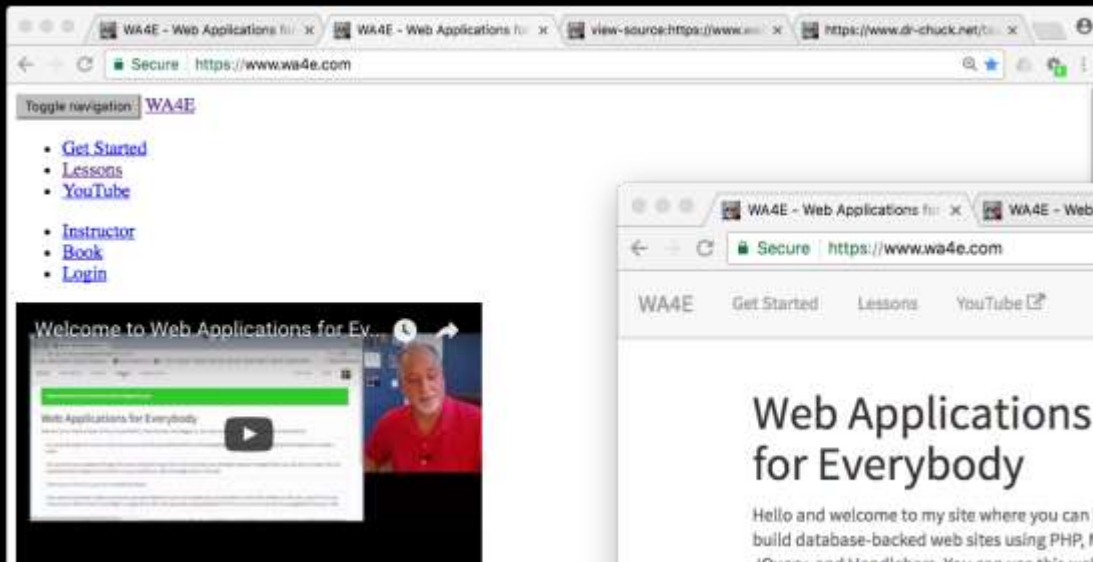 WA4E - Web Applications fo
WA4E - Web Applications fo
view-source:https://www.
https://www.dr-chuck.net/
Secure https://www.wa4e.com
Toggle navigation WA4E
• Get Started
• Lessons
• YouTube
• Instructor
• Book
• Login
Welcome to Web Applications for Ev...
Web Applications for Everybody
WA4E - Web Applications for
WA4E - Web
Secure https://www.wa4e.com
WA4E Get Started Lessons YouTube
Web Applications
for Everybody
Hello and welcome to my site where you can
build database-backed web sites using PHP,